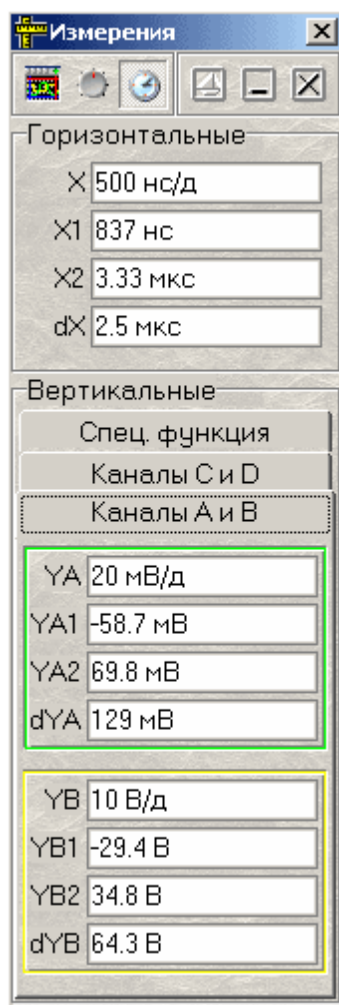 Измерения
Горизонтальные
X 500 нс/д
X1 837 нс
X2 3.33 мкс
dX 2.5 мкс
Вертикальные
Спец. функция
Каналы C и D
Каналы A и B
YA 20 мВ/д
YA1 -58.7 мВ
YA2 69.8 мВ
dYA 129 мВ
YB 10 В/д
YB1 -29.4 В
YB2 34.8 В
dYB 64.3 В